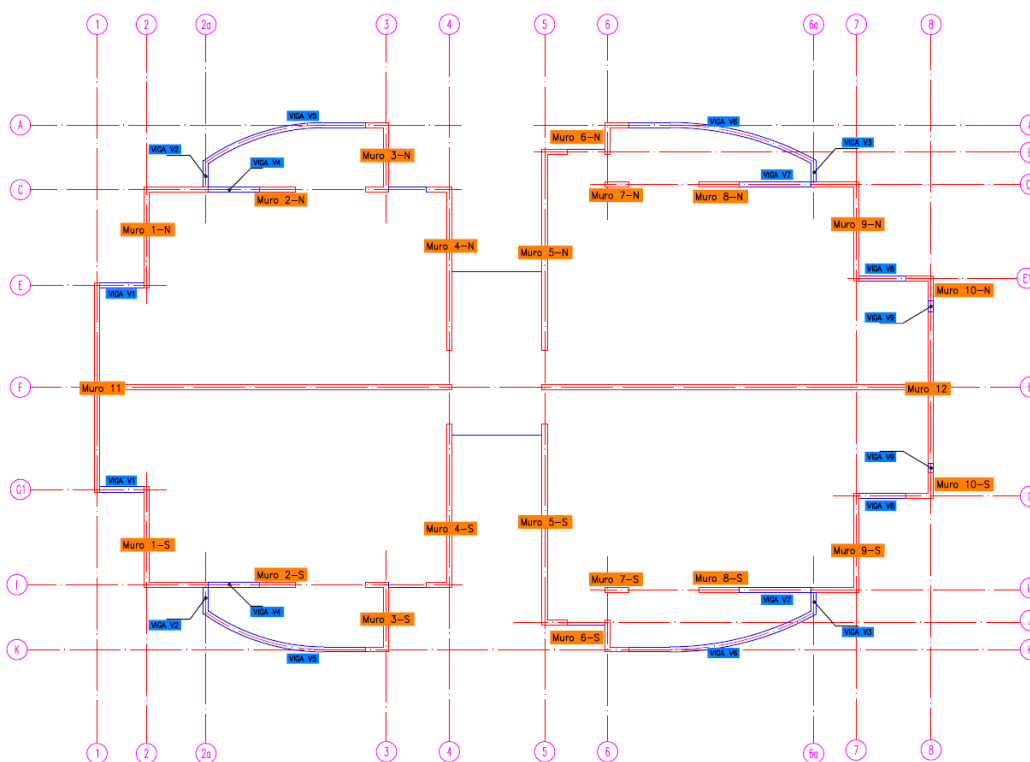 1 2 2a 3 4 5 6 6a 7 8
VIGA V5
VIGA V6
A A
Muro 6-N
VIGA V2
VIGA V3
Muro 3-N
VIGA V4
VIGA V7
C
Muro 2-N
Muro 7-N
Muro 8-N
Muro 1-N
Muro 9-N
Muro 4-N
Muro 5-N
VIGA V8
E E1
VIGA V1
Muro 10-N
VIGA V9
F
Muro 11
Muro 12
VIGA V9
VIGA V1
Muro 10-S
G1
VIGA V8
Muro 4-S
Muro 5-S
Muro 1-S
Muro 9-S
Muro 2-S
Muro 7-S
Muro 8-S
I
VIGA V4
VIGA V7
Muro 3-S
VIGA V2
VIGA V3
Muro 6-S
K K
VIGA V5
VIGA V6
1 2 2a 3 4 5 6 6a 7 8